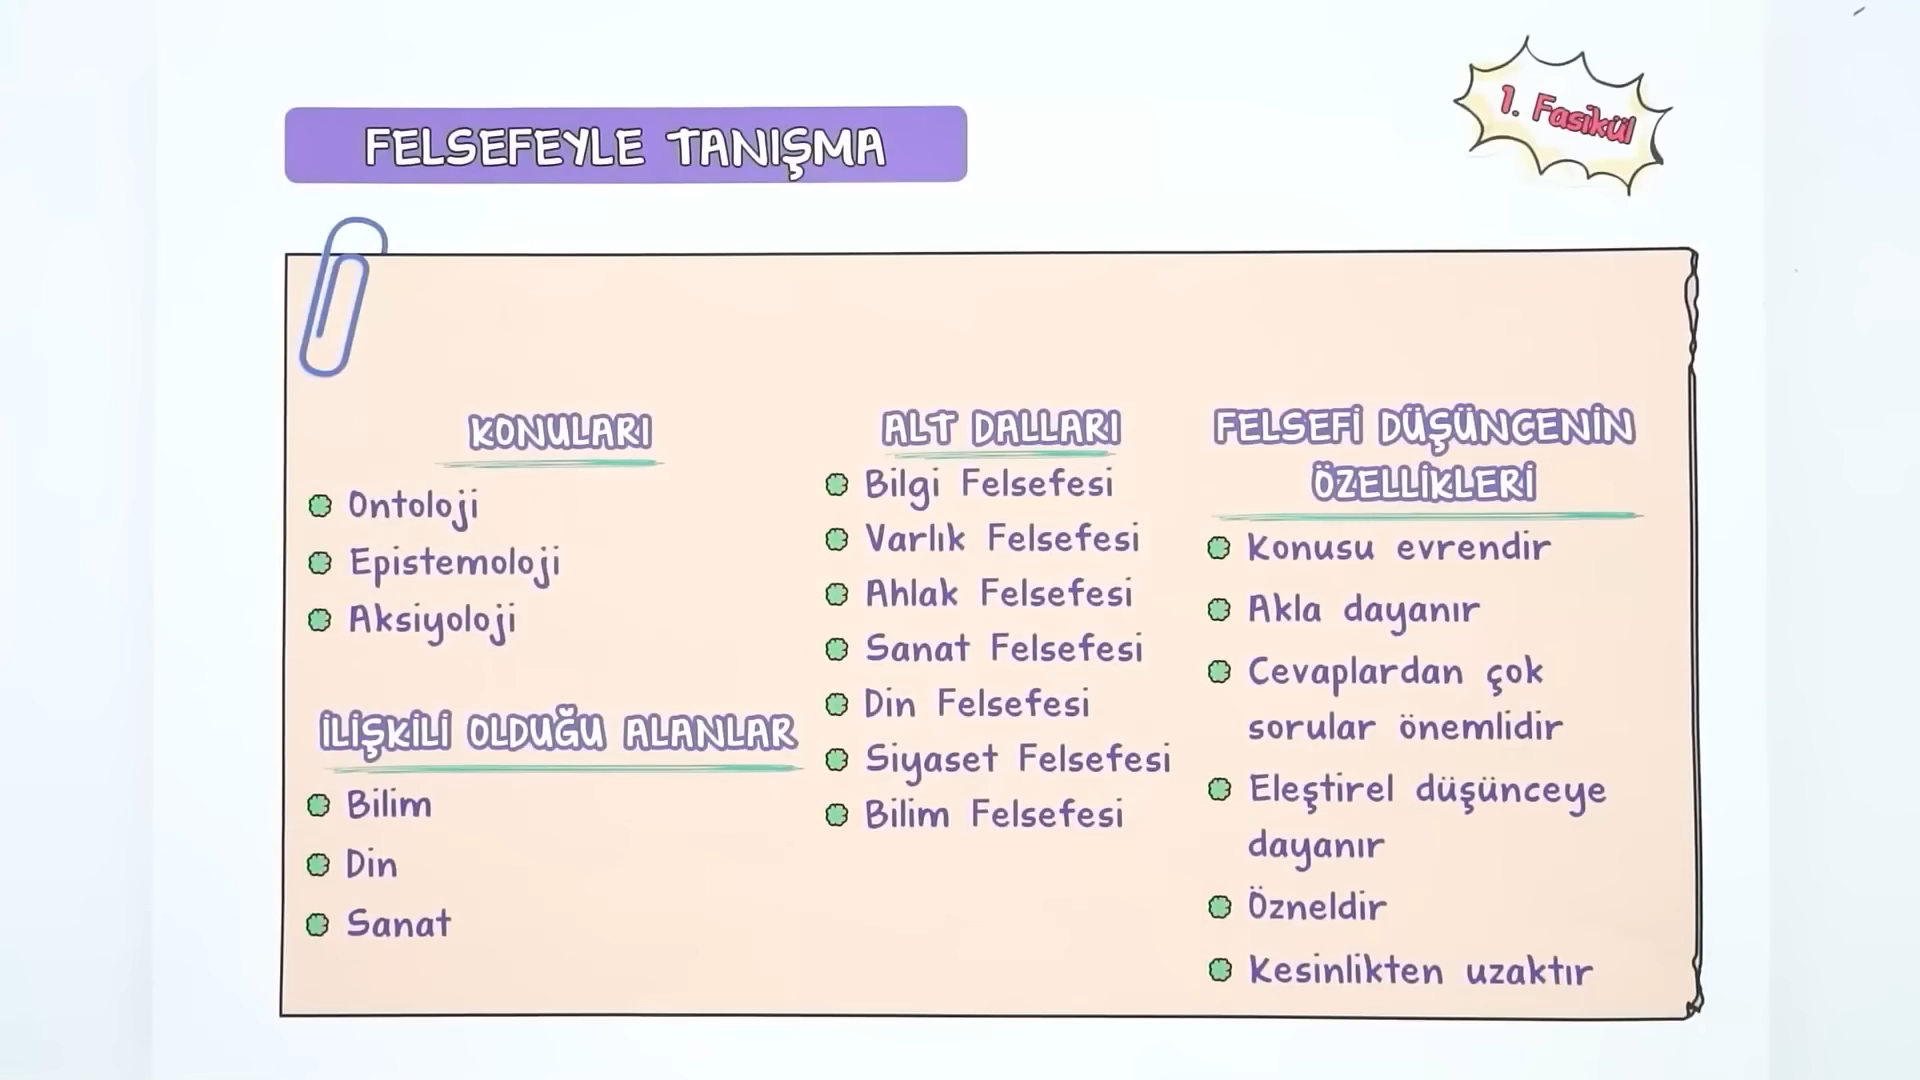 FELSEFEYLE TANIŞMA
1. Fasikül
KONULARI
Ontoloji
Epistemoloji
Aksiyoloji
İLİŞKİLİ OLDUĞU ALANLAR
Bilim
Din
Sanat
ALT DALLARI
Bilgi Felsefesi
Varlık Felsefesi
Ahlak Felsefesi
Sanat Felsefesi
Din Felsefesi
Siyaset Felsefesi
Bilim Felsefesi
FELSEFİ DÜŞÜNCENİN
ÖZELLİKLERİ
Konusu evrendir
Akla dayanır
Cevaplardan çok
sorular önemlidir
Eleştirel düşünceye
dayanır
Özneldir
Kesinlikten uzaktır